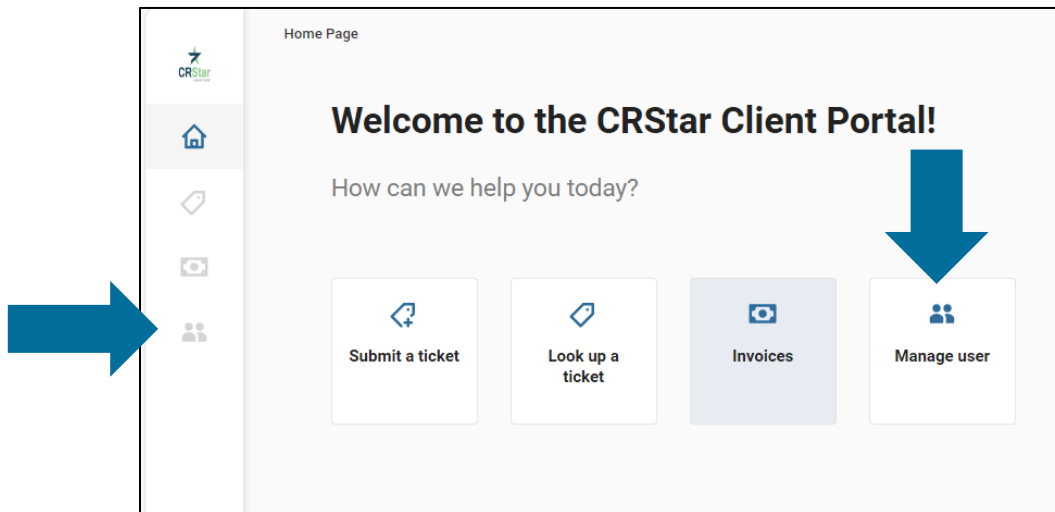 Home Page
CRStar
Welcome to the CRStar Client Portal!
How can we help you today?
Submit a ticket
Look up a
ticket
Invoices
Manage user